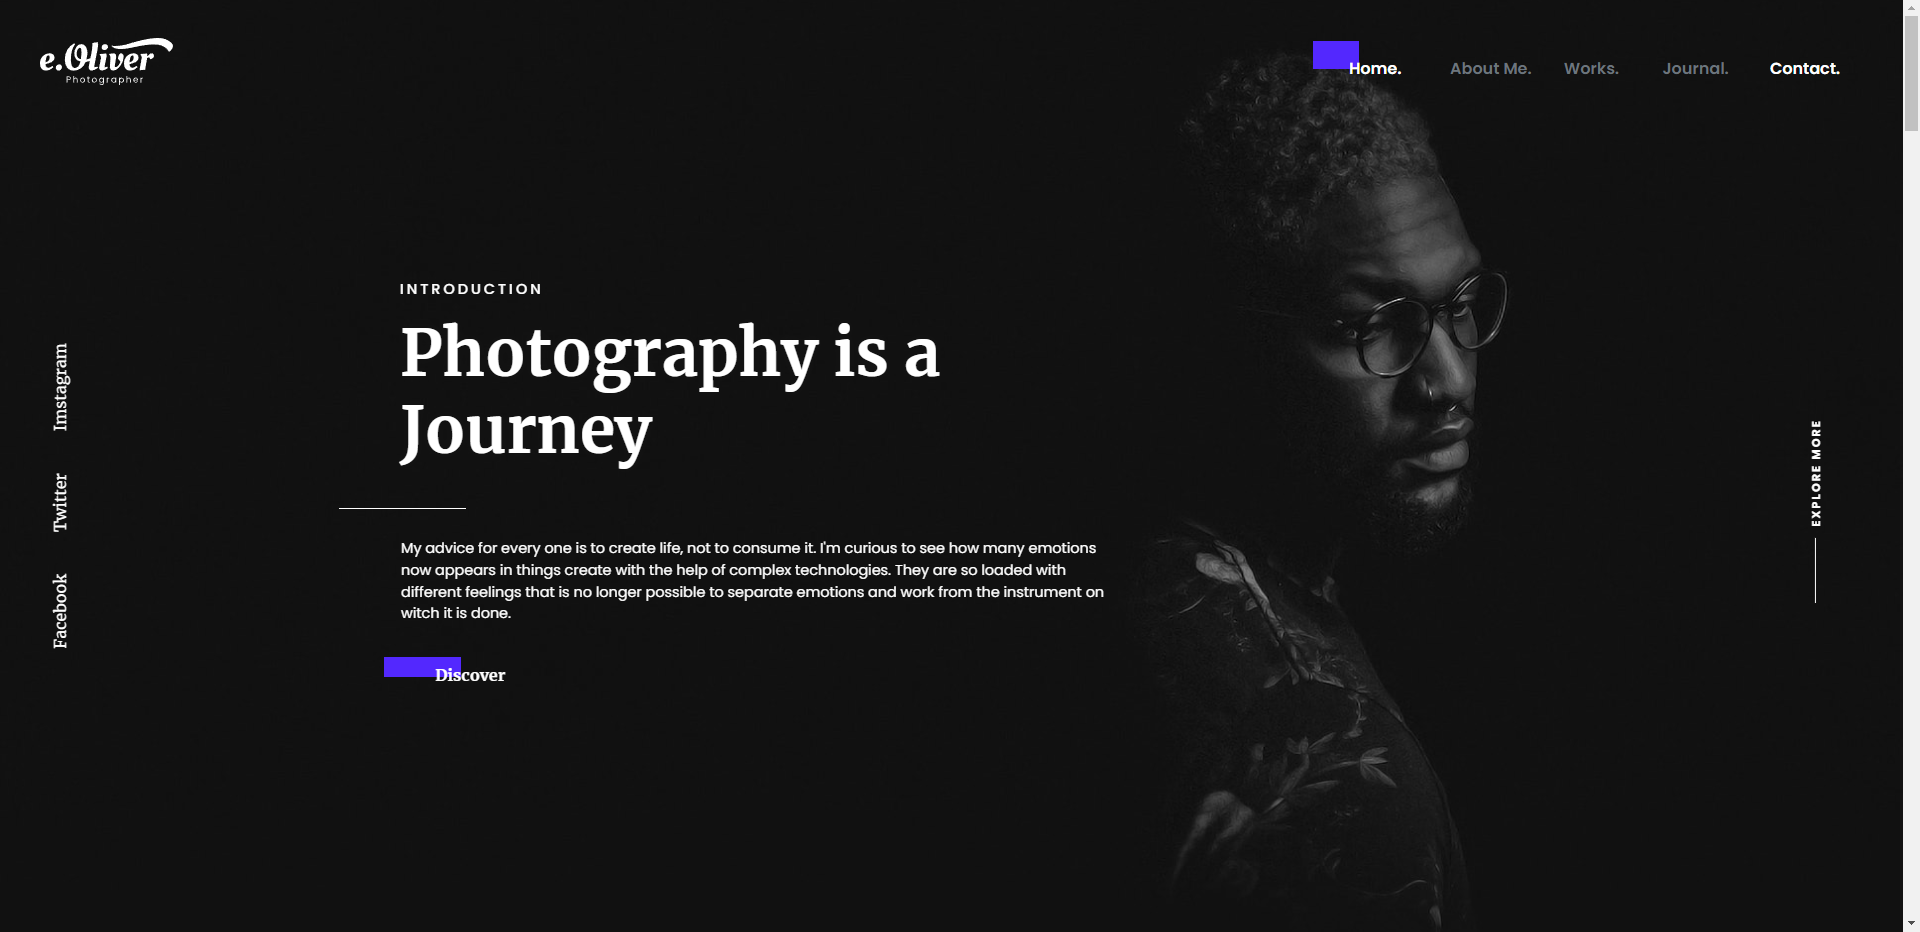 e.Oliver
Photographer
Home. About Me. Works. Journal. Contact.
INTRODUCTION
Photography is a
Journey
My advice for every one is to create life, not to consume it. I'm curious to see how many emotions
now appears in things create with the help of complex technologies. They are so loaded with
different feelings that is no longer possible to separate emotions and work from the instrument on
witch it is done.
Discover
Imstagram
Twitter
Facebook
EXPLORE MORE